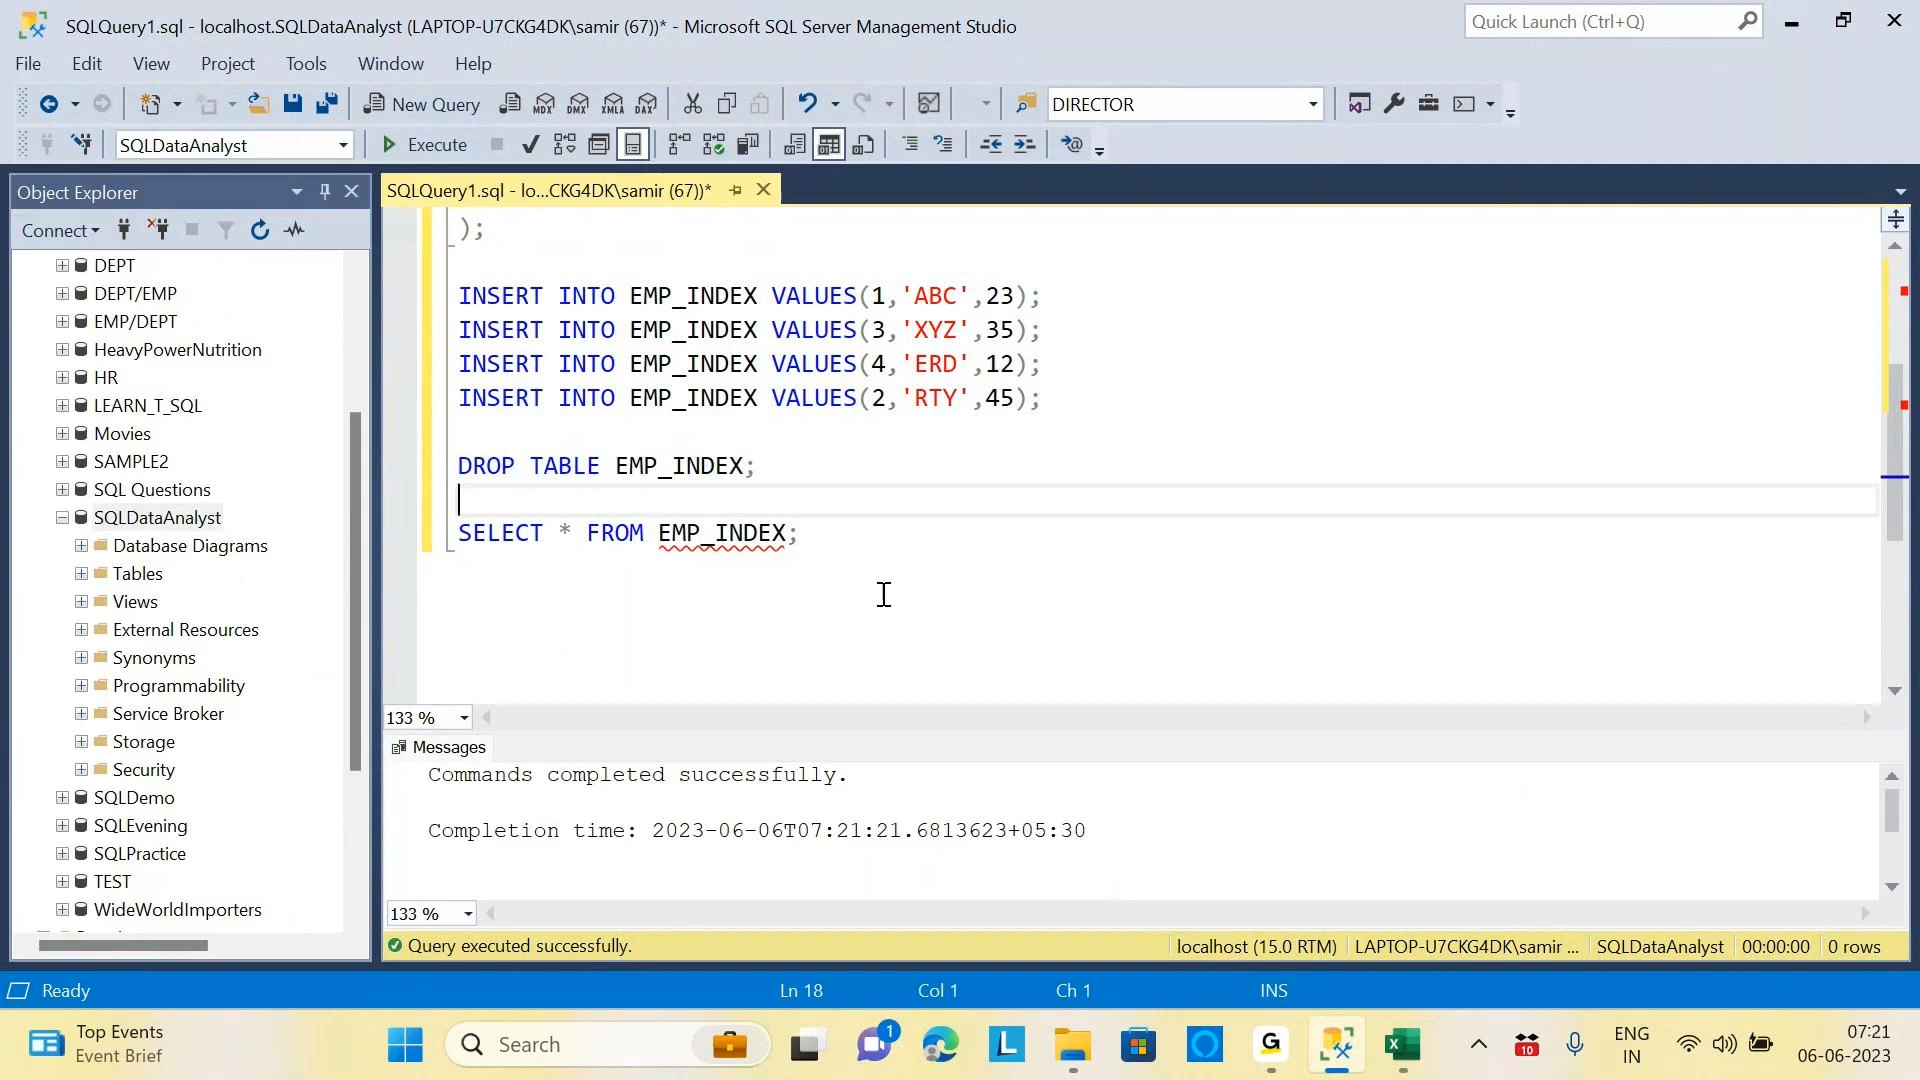 SQLQuery1.sql - localhost.SQLDataAnalyst (LAPTOP-U7CKG4DK\samir (67))* - Microsoft SQL Server Management Studio
Quick Launch (Ctrl+Q)
File Edit View Project Tools Window Help
New Query MDX DMX XMLA DAX DIRECTOR
SQLDataAnalyst Execute
Object Explorer
Connect
DEPT
DEPT/EMP
EMP/DEPT
HeavyPowerNutrition
HR
LEARN_T_SQL
Movies
SAMPLE2
SQL Questions
SQLDataAnalyst
Database Diagrams
Tables
Views
External Resources
Synonyms
Programmability
Service Broker
Storage
Security
SQLDemo
SQLEvening
SQLPractice
TEST
WideWorldImporters
SQLQuery1.sql - lo...CKG4DK\samir (67))*
);
INSERT INTO EMP_INDEX VALUES(1,'ABC',23);
INSERT INTO EMP_INDEX VALUES(3,'XYZ',35);
INSERT INTO EMP_INDEX VALUES(4,'ERD',12);
INSERT INTO EMP_INDEX VALUES(2,'RTY',45);
DROP TABLE EMP_INDEX;
SELECT * FROM EMP_INDEX;
133 %
Messages
Commands completed successfully.
Completion time: 2023-06-06T07:21:21.6813623+05:30
133 %
Query executed successfully. localhost (15.0 RTM) LAPTOP-U7CKG4DK\samir ... SQLDataAnalyst 00:00:00 0 rows
Ready Ln 18 Col 1 Ch 1 INS
Top Events
Event Brief
Search
1
L
G
X
10
ENG
IN
07:21
06-06-2023